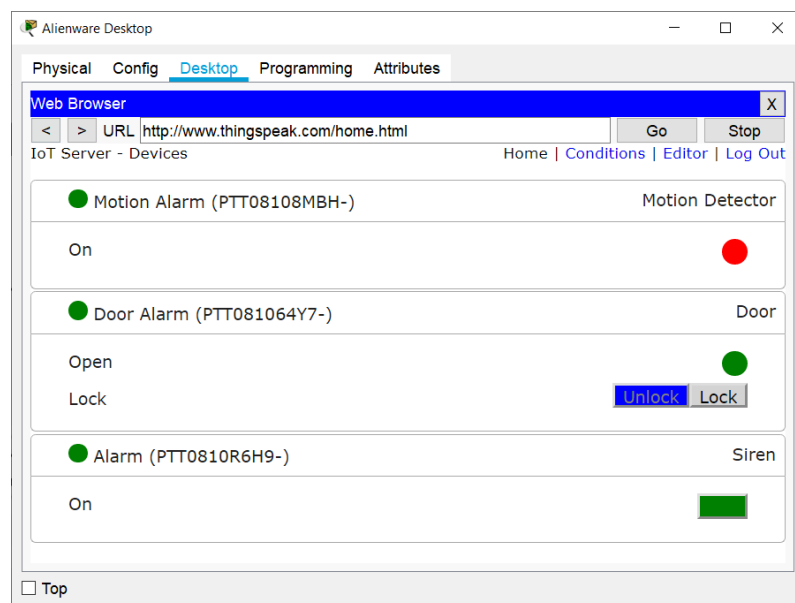 Alienware Desktop
Physical Config Desktop Programming Attributes
Web Browser X
< > URL http://www.thingspeak.com/home.html Go Stop
IoT Server - Devices Home | Conditions | Editor | Log Out
Motion Alarm (PTT08108MBH-) Motion Detector
On
Door Alarm (PTT081064Y7-) Door
Open
Lock Unlock Lock
Alarm (PTT0810R6H9-) Siren
On
Top